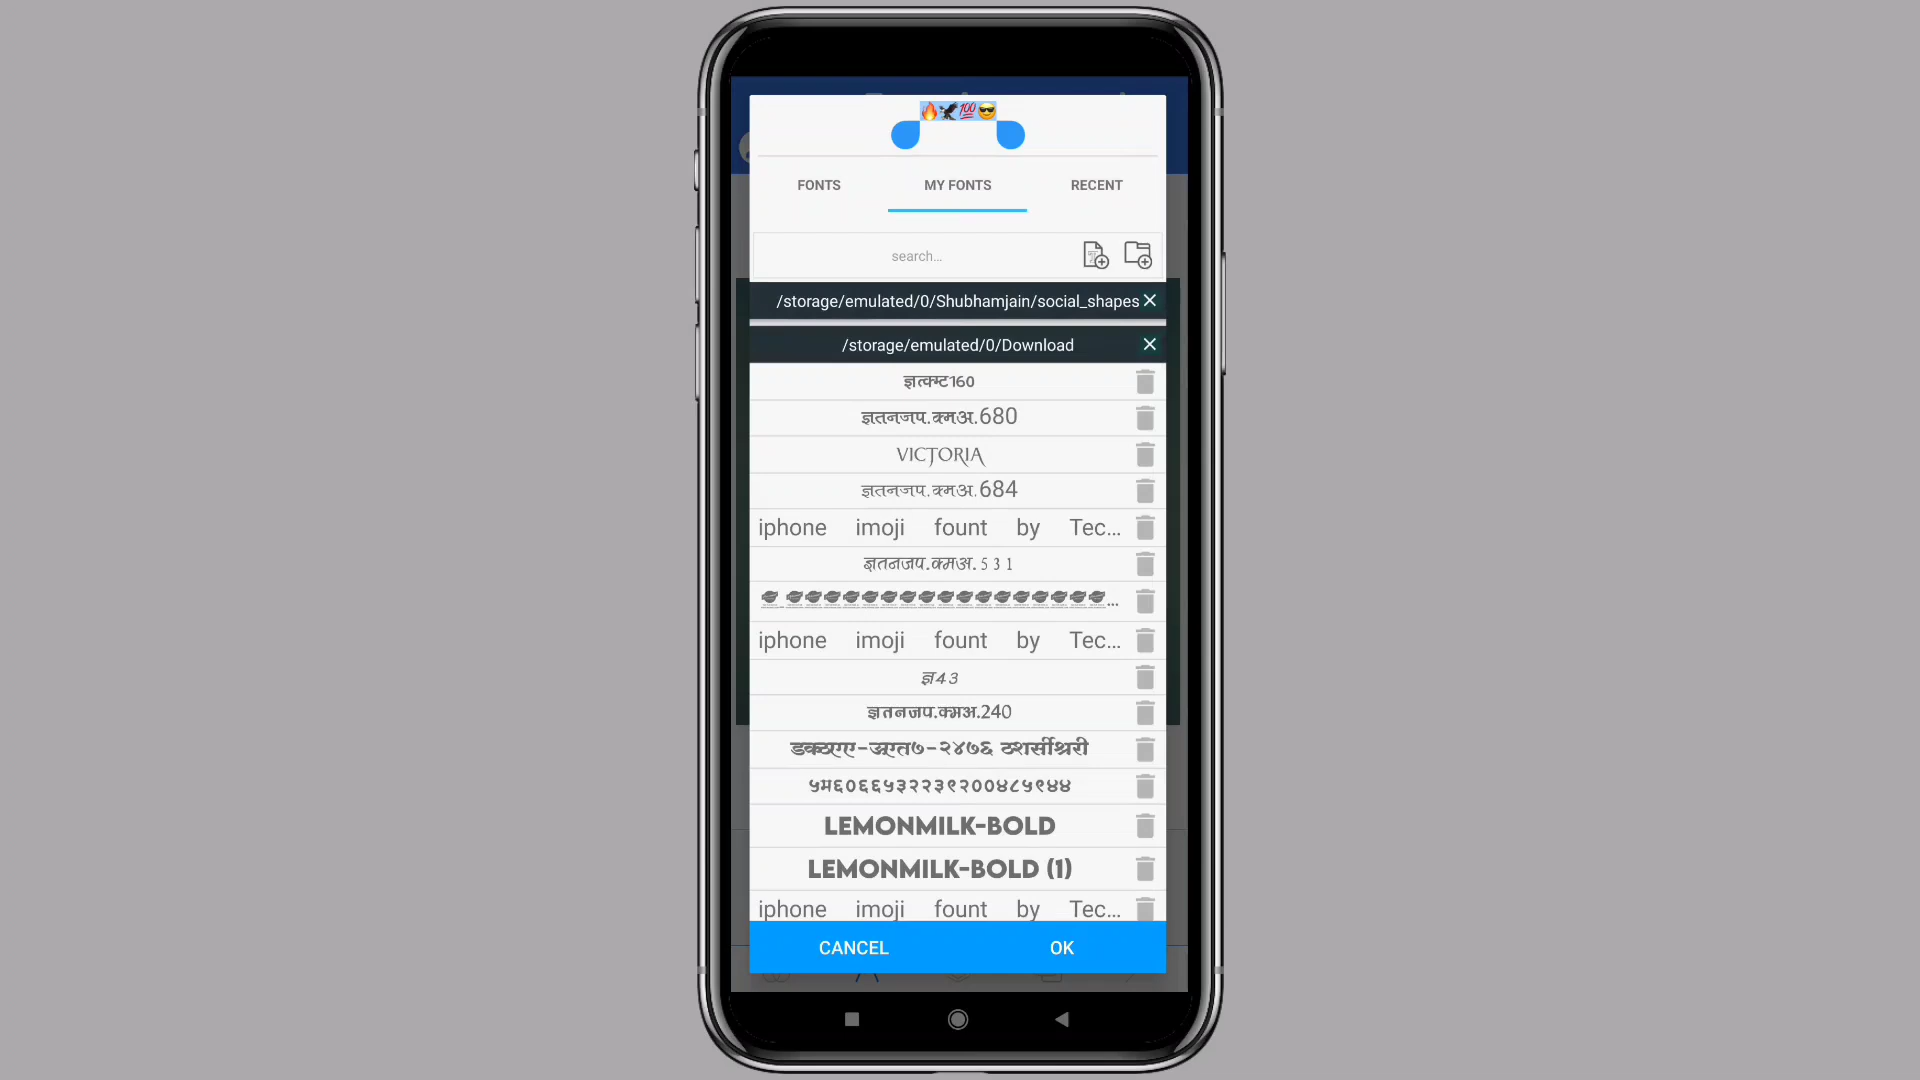 🔥🦅💯😎
FONTS MY FONTS RECENT
search...
/storage/emulated/0/Shubhamjain/social_shapes
/storage/emulated/0/Download
ज्ञत्क्म्ट160
ज्ञतनजप.क्मअ.680
VICTORIA
ज्ञतनजप.क्मअ.684
iphone imoji fount by Tec...
ज्ञतनजप.क्मअ.531
iphone imoji fount by Tec...
ज्ञ43
ज्ञतनजप.क्मअ.240
५म६०६६५३२२३९२००४८५९४४
LEMONMILK-BOLD
LEMONMILK-BOLD (1)
iphone imoji fount by Tec...
CANCEL OK